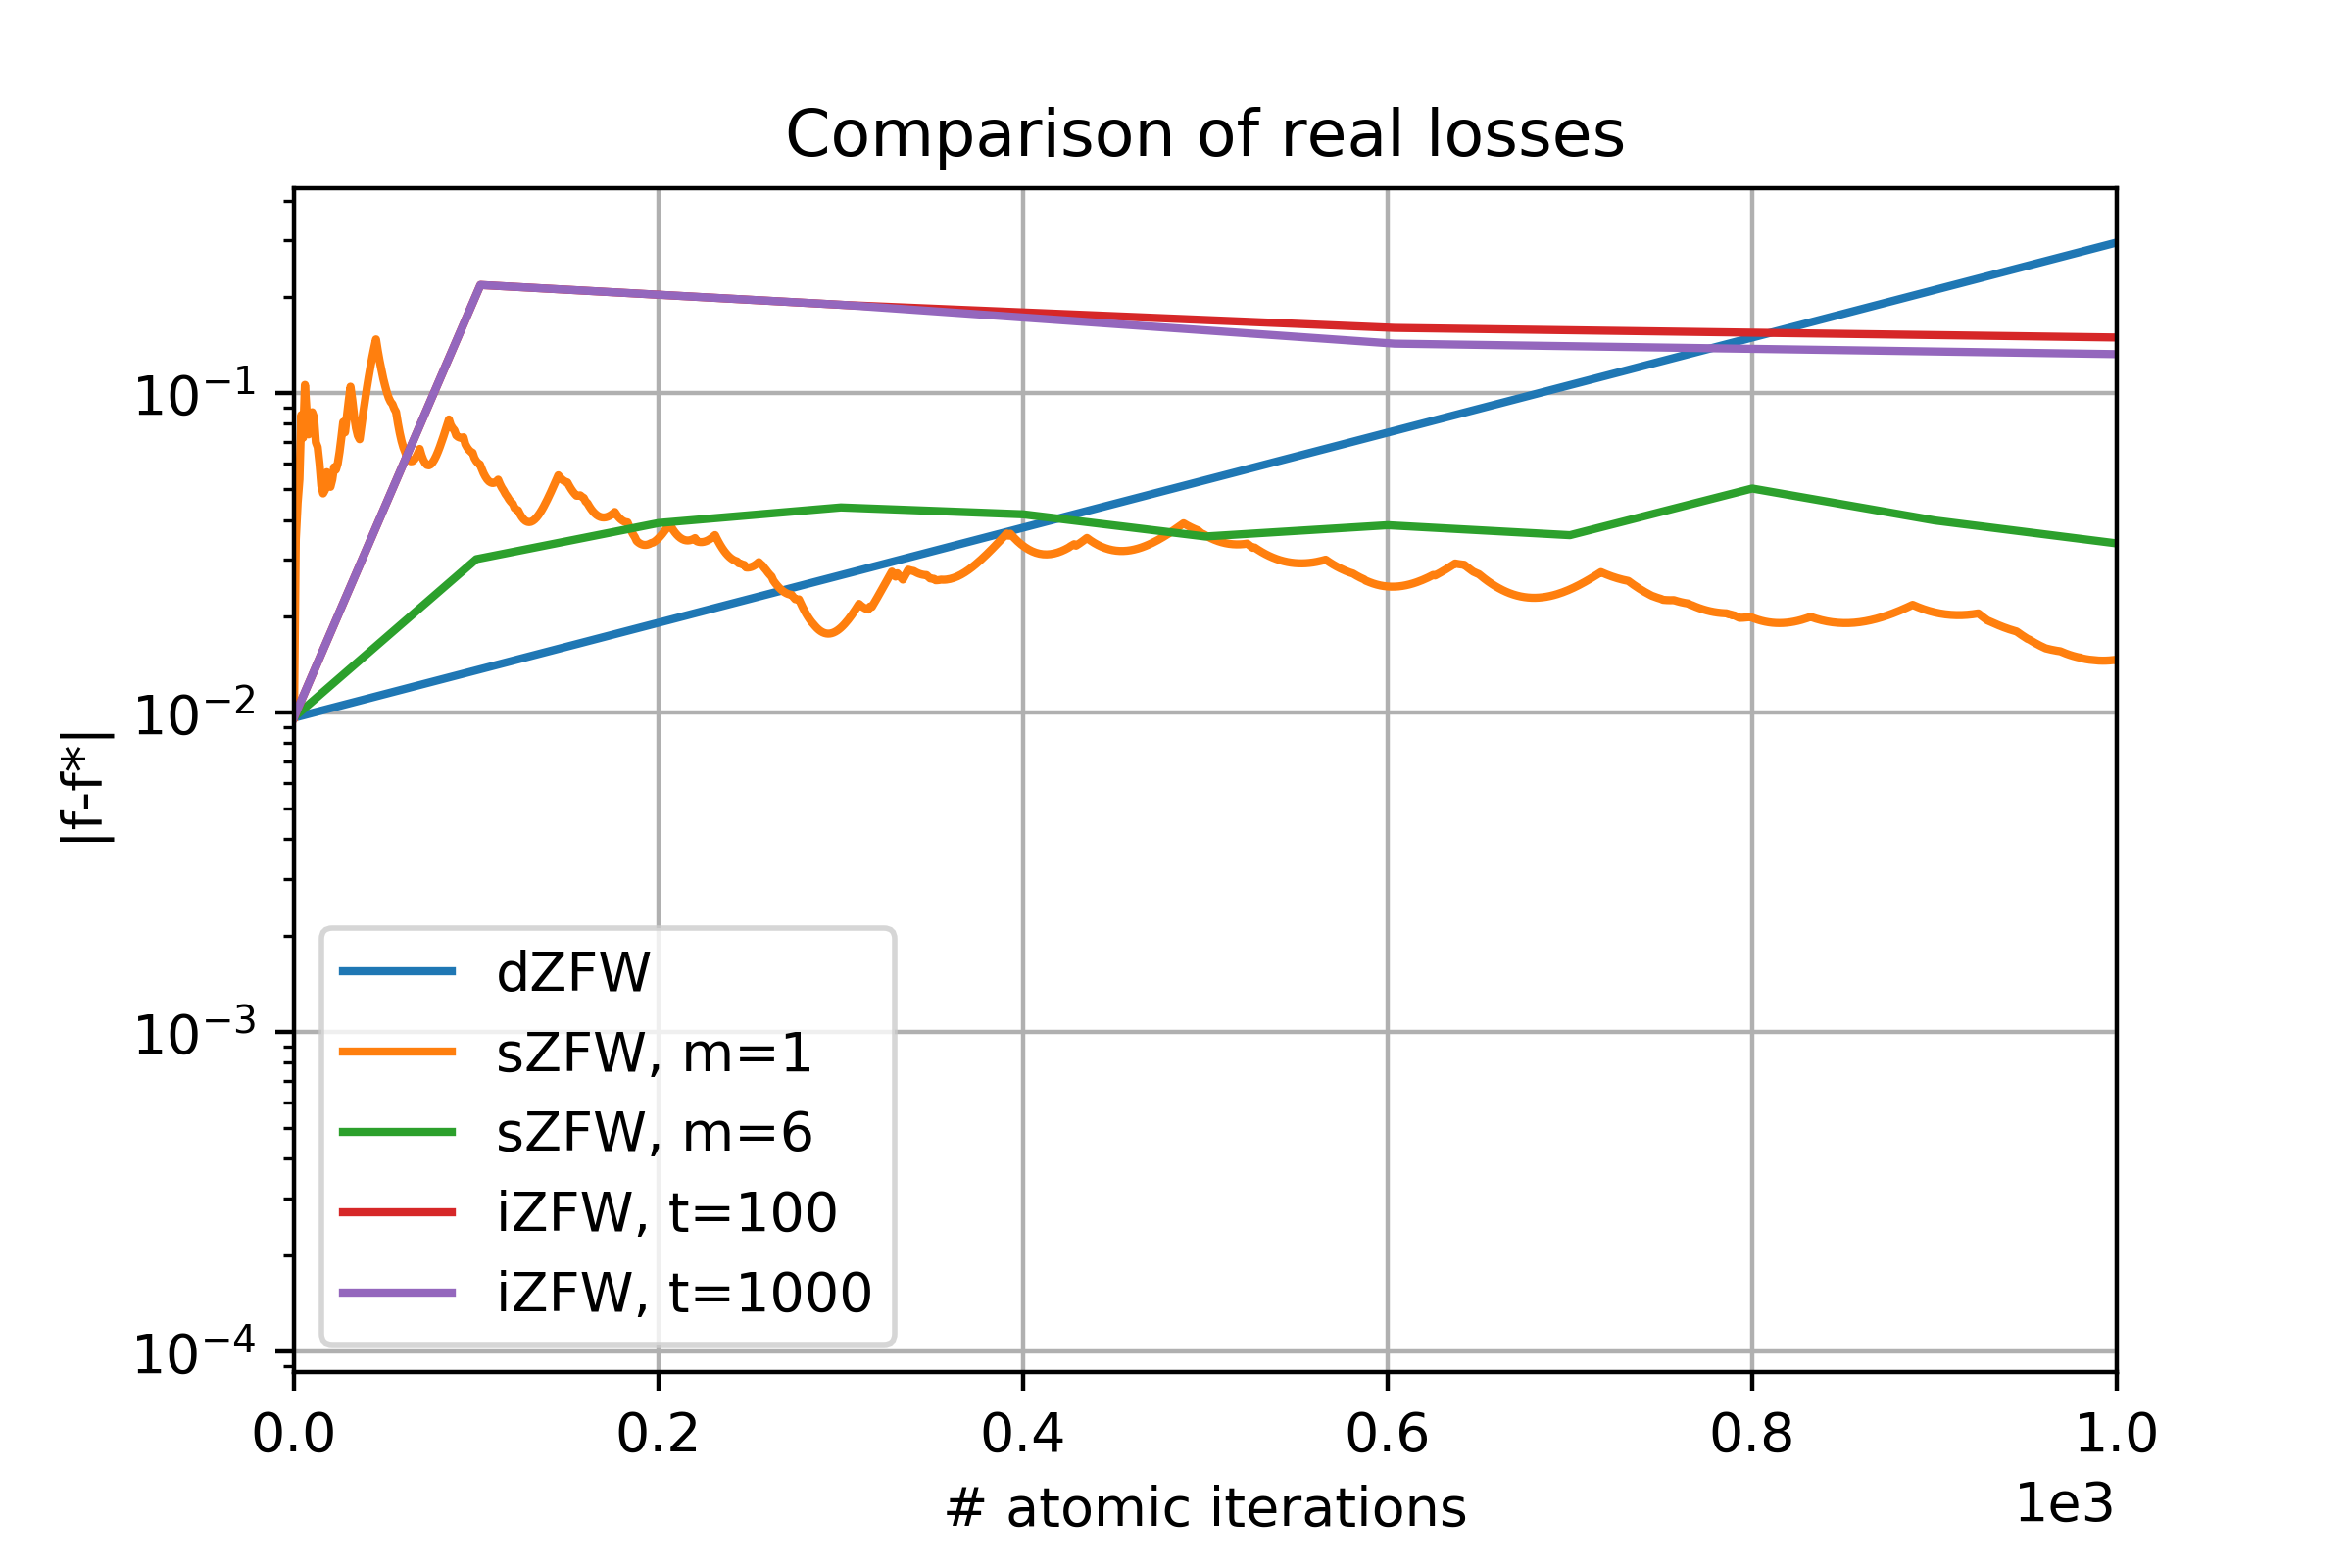 Comparison of real losses
|f-f*|
10⁻¹
10⁻²
10⁻³
10⁻⁴
dZFW
sZFW, m=1
sZFW, m=6
iZFW, t=100
iZFW, t=1000
0.0 0.2 0.4 0.6 0.8 1.0
1e3
# atomic iterations